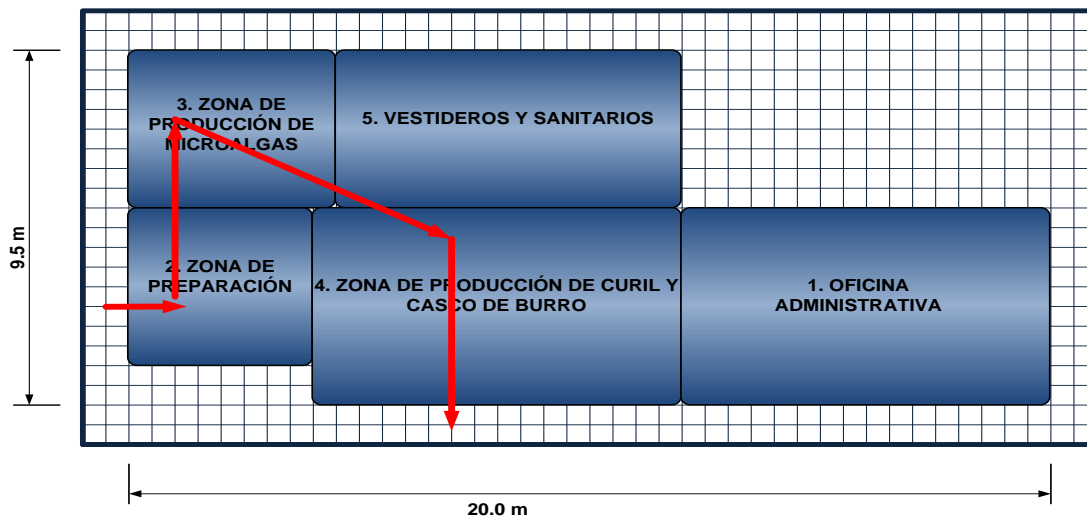 3. ZONA DE
PRODUCCIÓN DE
MICROALGAS
5. VESTIDEROS Y SANITARIOS
9.5 m
2. ZONA DE
PREPARACIÓN
4. ZONA DE PRODUCCIÓN DE CURIL Y
CASCO DE BURRO
1. OFICINA
ADMINISTRATIVA
20.0 m